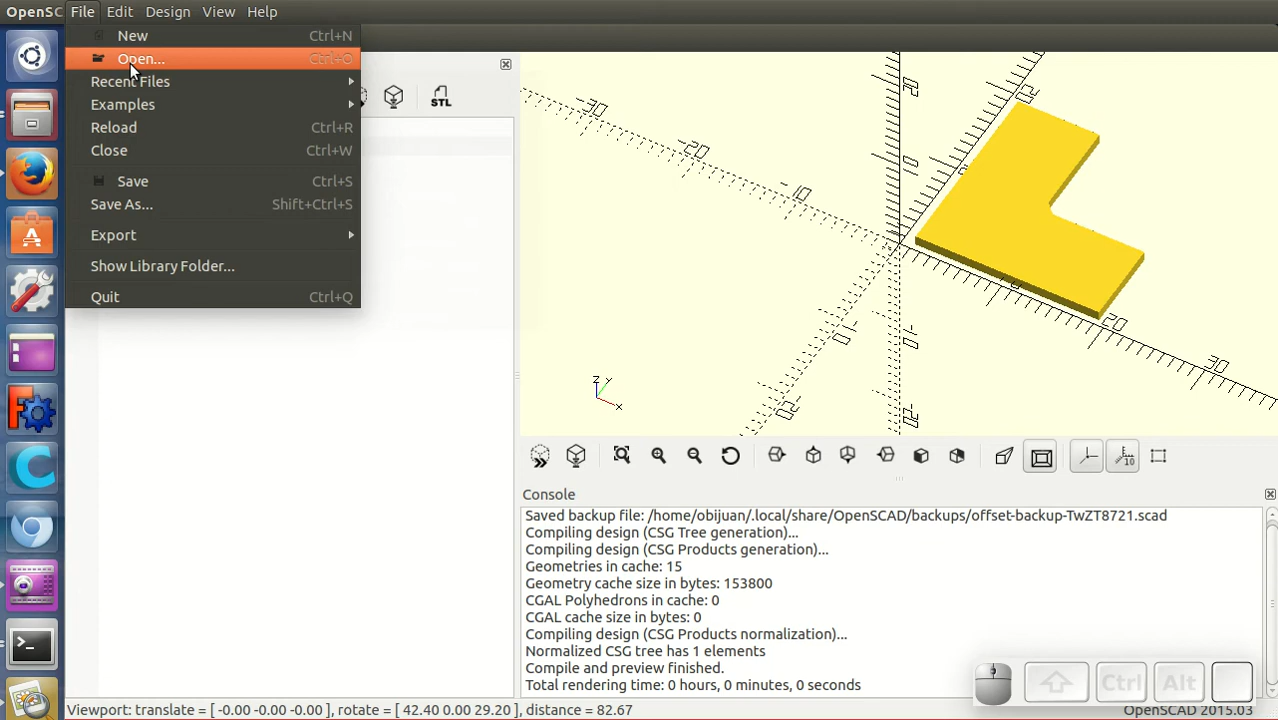 OpenSC File Edit Design View Help
New Ctrl+N
Open... Ctrl+O
Recent Files
Examples
Reload Ctrl+R
Close Ctrl+W
Save Ctrl+S
Save As... Shift+Ctrl+S
Export
Show Library Folder...
Quit Ctrl+Q
STL
-30
-20
-10
20
30
Z
Y
X
10
Console
Saved backup file: /home/obijuan/.local/share/OpenSCAD/backups/offset-backup-TwZT8721.scad
Compiling design (CSG Tree generation)...
Compiling design (CSG Products generation)...
Geometries in cache: 15
Geometry cache size in bytes: 153800
CGAL Polyhedrons in cache: 0
CGAL cache size in bytes: 0
Compiling design (CSG Products normalization)...
Normalized CSG tree has 1 elements
Compile and preview finished.
Total rendering time: 0 hours, 0 minutes, 0 seconds
Ctrl Alt
Viewport: translate = [ -0.00 -0.00 -0.00 ], rotate = [ 42.40 0.00 29.20 ], distance = 82.67
OpenSCAD 2015.03